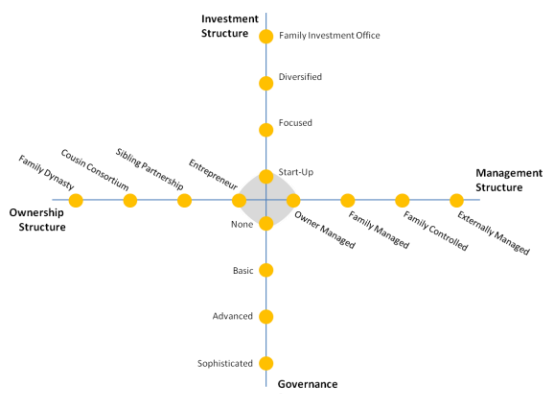 Investment
Structure
Family Investment Office
Diversified
Focused
Start-Up
Family Dynasty
Cousin Consortium
Sibling Partnership
Entrepreneur
Management
Structure
Ownership
Structure
None
Owner Managed
Family Managed
Family Controlled
Externally Managed
Basic
Advanced
Sophisticated
Governance